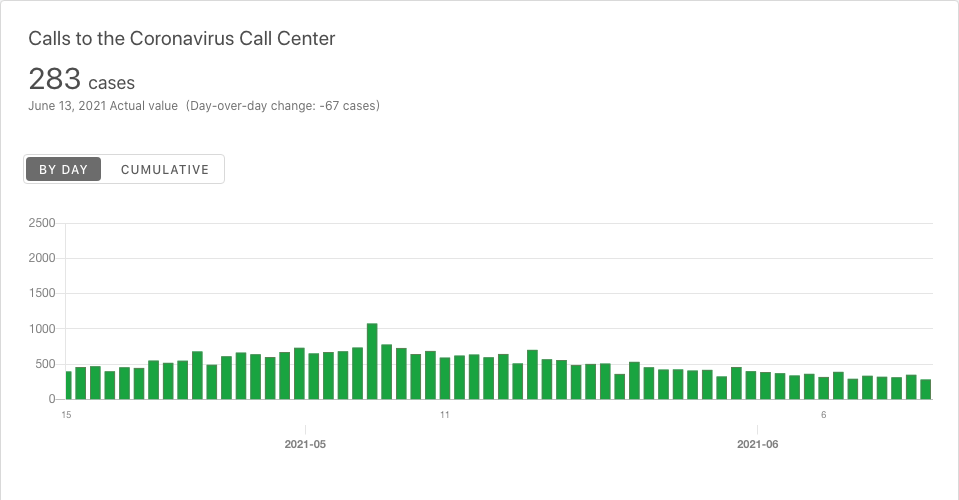 Calls to the Coronavirus Call Center
283 cases
June 13, 2021 Actual value (Day-over-day change: -67 cases)
BY DAY CUMULATIVE
2500
2000
1500
1000
500
0
15 11 6
2021-05 2021-06